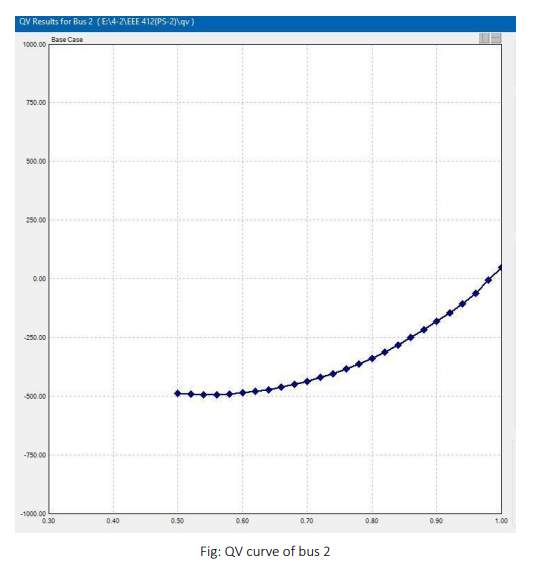 QV Results for Bus 2 ( E:\4-2\EEE 412(PS-2)\qv )
Base Case
1000.00
750.00
500.00
250.00
0.00
-250.00
-500.00
-750.00
-1000.00
0.30 0.40 0.50 0.60 0.70 0.80 0.90 1.00
Fig: QV curve of bus 2